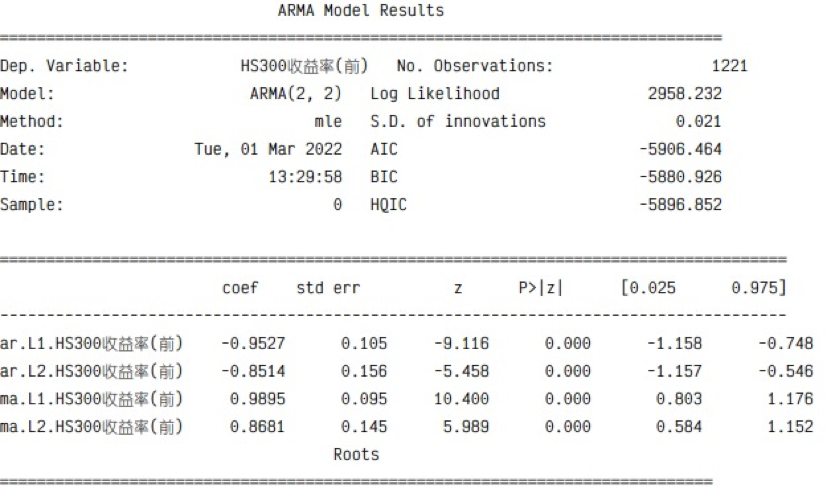 ARMA Model Results
==============================================================================
Dep. Variable: HS300收益率(前) No. Observations: 1221
Model: ARMA(2, 2) Log Likelihood 2958.232
Method: mle S.D. of innovations 0.021
Date: Tue, 01 Mar 2022 AIC -5906.464
Time: 13:29:58 BIC -5880.926
Sample: 0 HQIC -5896.852
==============================================================================
coef std err z P>|z| [0.025 0.975]
------------------------------------------------------------------------------
ar.L1.HS300收益率(前) -0.9527 0.105 -9.116 0.000 -1.158 -0.748
ar.L2.HS300收益率(前) -0.8514 0.156 -5.458 0.000 -1.157 -0.546
ma.L1.HS300收益率(前) 0.9895 0.095 10.400 0.000 0.803 1.176
ma.L2.HS300收益率(前) 0.8681 0.145 5.989 0.000 0.584 1.152
Roots
==============================================================================